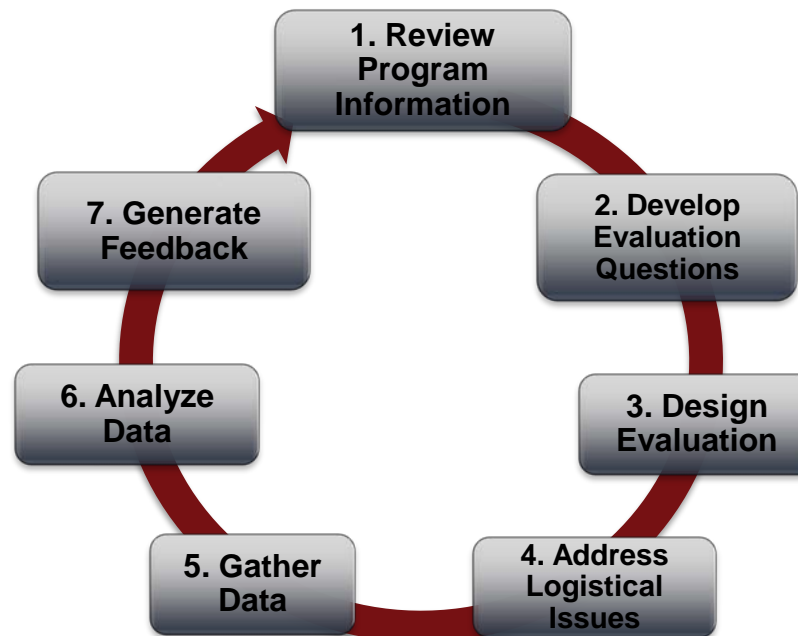 1. Review
Program
Information
2. Develop
Evaluation
Questions
3. Design
Evaluation
4. Address
Logistical
Issues
5. Gather
Data
6. Analyze
Data
7. Generate
Feedback